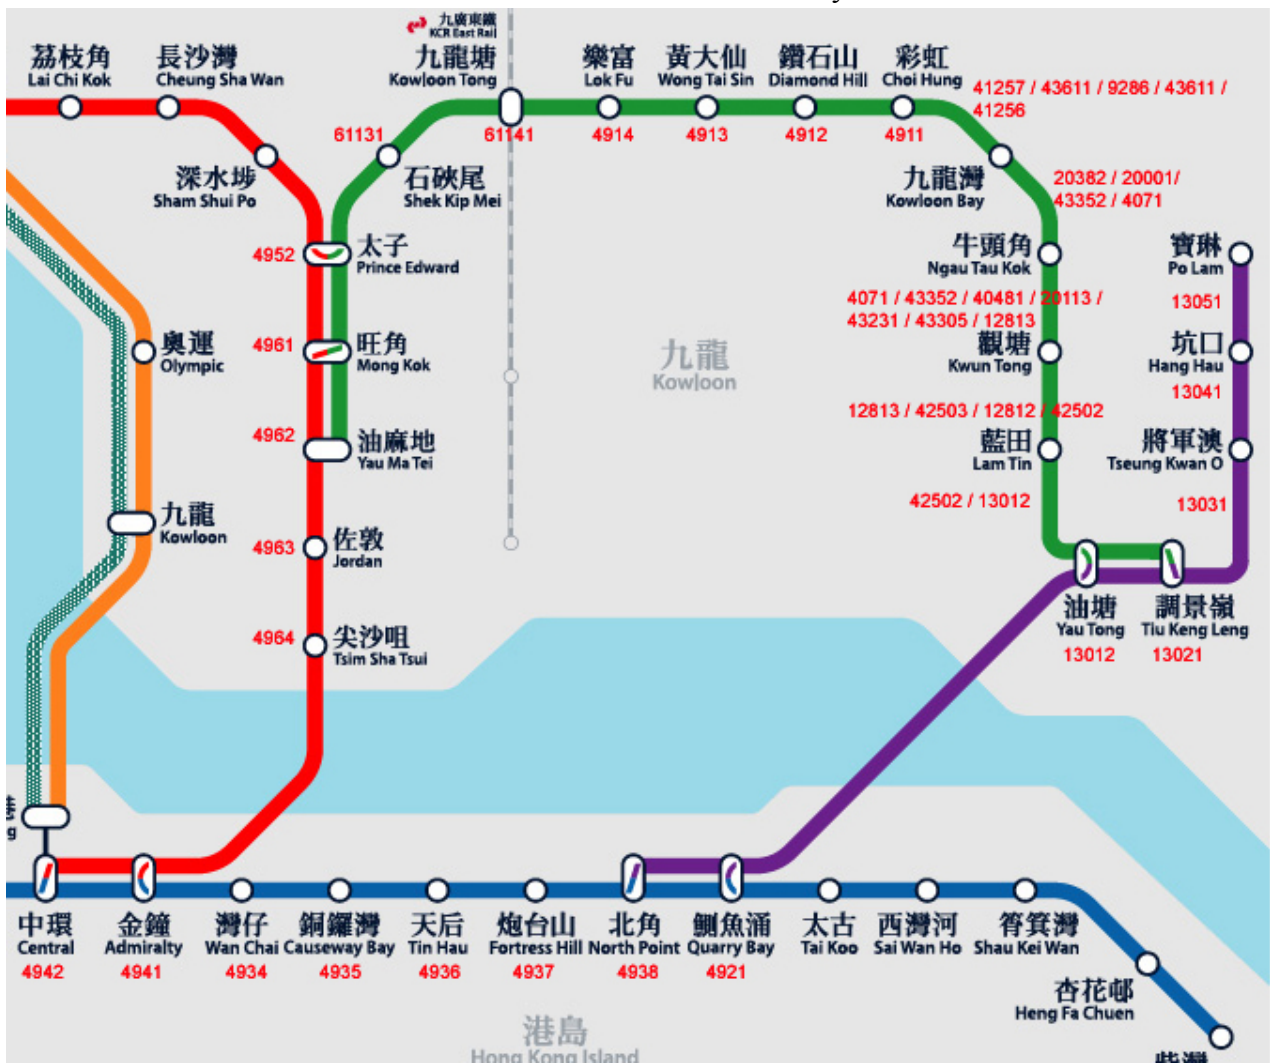 九廣東鐵
KCR East Rail
荔枝角
Lai Chi Kok
長沙灣
Cheung Sha Wan
九龍塘
Kowloon Tong
樂富
Lok Fu
黃大仙
Wong Tai Sin
鑽石山
Diamond Hill
彩虹
Choi Hung
41257 / 43611 / 9286 / 43611 /
41256
61131
61141
4914
4913
4912
4911
深水埗
Sham Shui Po
石硤尾
Shek Kip Mei
九龍灣
Kowloon Bay
20382 / 20001/
43352 / 4071
4952
太子
Prince Edward
牛頭角
Ngau Tau Kok
寶琳
Po Lam
4071 / 43352 / 40481 / 20113 /
43231 / 43305 / 12813
13051
奧運
Olympic
4961
旺角
Mong Kok
九龍
Kowloon
觀塘
Kwun Tong
坑口
Hang Hau
13041
12813 / 42503 / 12812 / 42502
4962
油麻地
Yau Ma Tei
藍田
Lam Tin
將軍澳
Tseung Kwan O
42502 / 13012
13031
九龍
Kowloon
4963
佐敦
Jordan
油塘
Yau Tong
13012
調景嶺
Tiu Keng Leng
13021
4964
尖沙咀
Tsim Sha Tsui
中環
Central
4942
金鐘
Admiralty
4941
灣仔
Wan Chai
4934
銅鑼灣
Causeway Bay
4935
天后
Tin Hau
4936
炮台山
Fortress Hill
4937
北角
North Point
4938
鰂魚涌
Quarry Bay
4921
太古
Tai Koo
西灣河
Sai Wan Ho
筲箕灣
Shau Kei Wan
杏花邨
Heng Fa Chuen
港島
Hong Kong Island